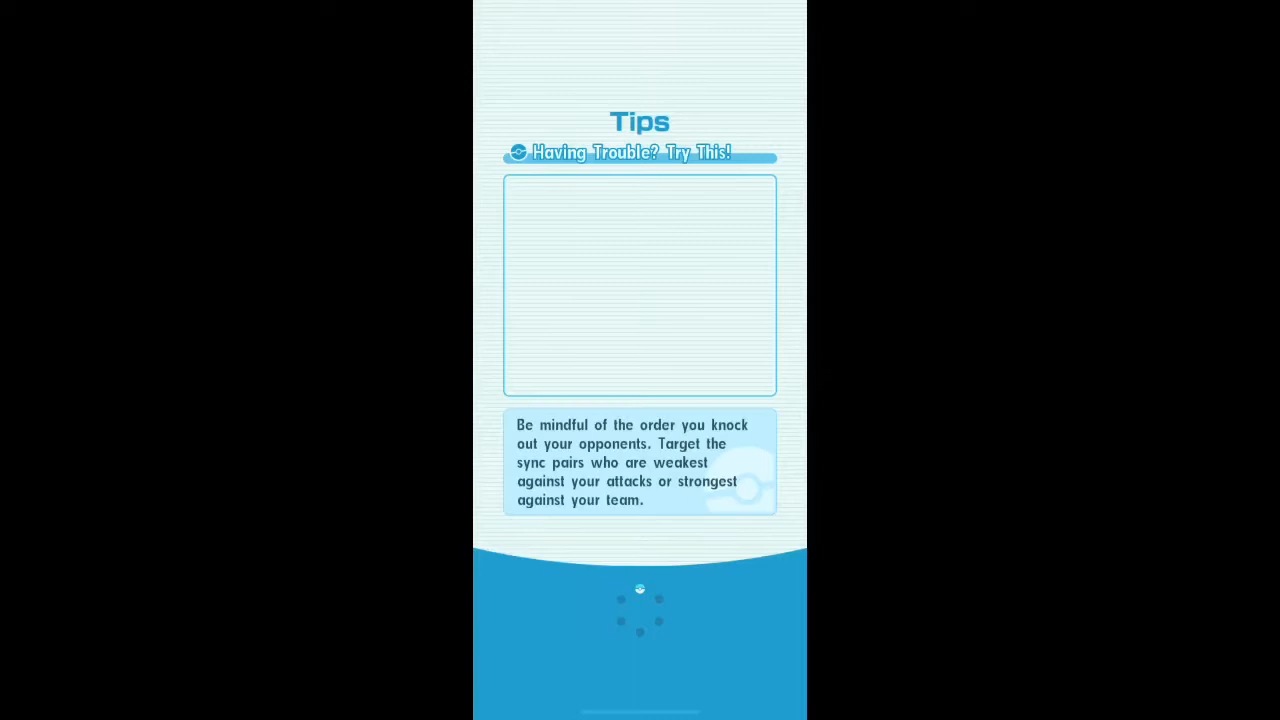 Tips
Having Trouble? Try This!
Be mindful of the order you knock
out your opponents. Target the
sync pairs who are weakest
against your attacks or strongest
against your team.